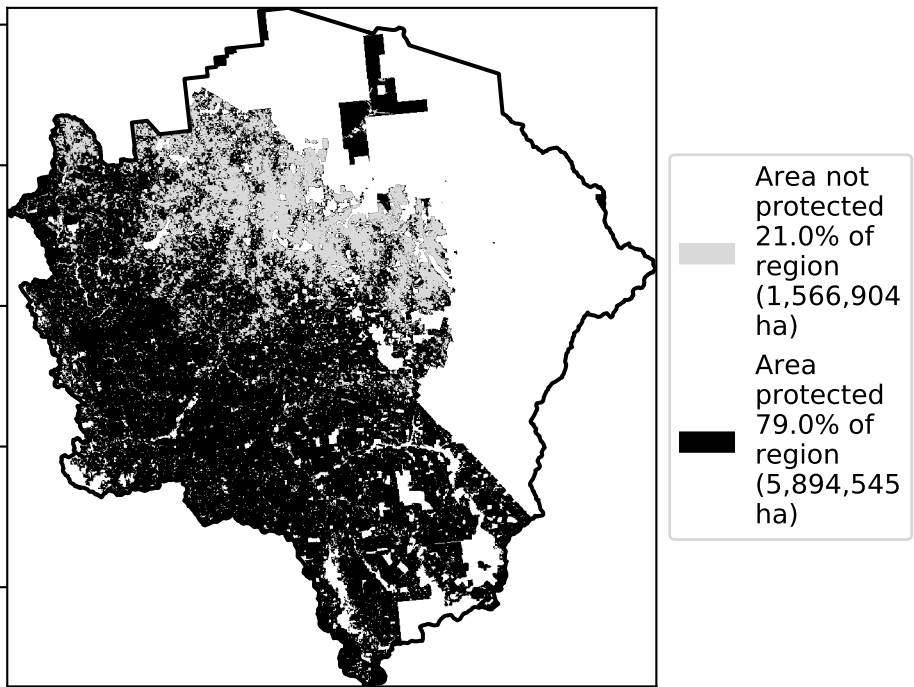 Area not
protected
21.0% of
region
(1,566,904
ha)
Area
protected
79.0% of
region
(5,894,545
ha)